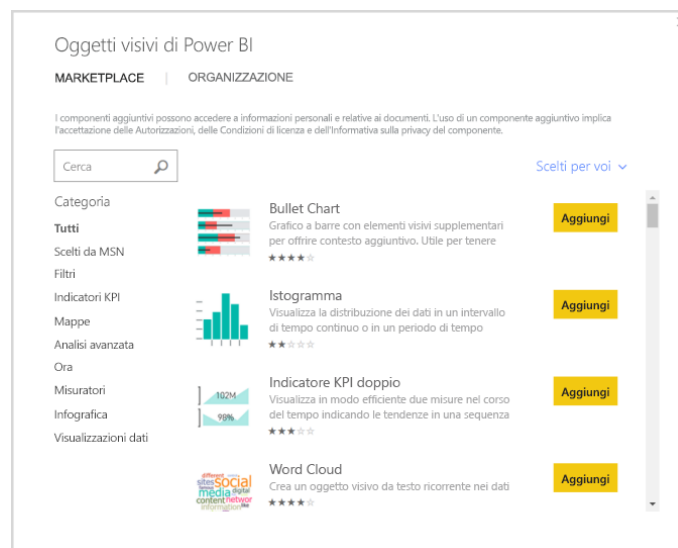 Oggetti visivi di Power BI
MARKETPLACE | ORGANIZZAZIONE
I componenti aggiuntivi possono accedere a informazioni personali e relative ai documenti. L'uso di un componente aggiuntivo implica
l'accettazione delle Autorizzazioni, delle Condizioni di licenza e dell'Informativa sulla privacy del componente.
Cerca
Scelti per voi
Categoria
Tutti
Scelti da MSN
Filtri
Indicatori KPI
Mappe
Analisi avanzata
Ora
Misuratori
Infografica
Visualizzazioni dati
Bullet Chart
Grafico a barre con elementi visivi supplementari
per offrire contesto aggiuntivo. Utile per tenere
Aggiungi
Istogramma
Visualizza la distribuzione dei dati in un intervallo
di tempo continuo o in un periodo di tempo
Aggiungi
102M
98%
Indicatore KPI doppio
Visualizza in modo efficiente due misure nel corso
del tempo indicando le tendenze in una sequenza
Aggiungi
different
sites social
media digital
content networ
information like
Word Cloud
Crea un oggetto visivo da testo ricorrente nei dati
Aggiungi